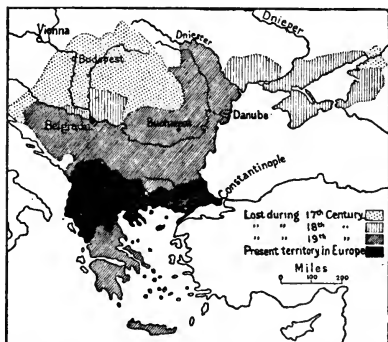 Dnieper
Vienna
Dniester
Budapest
Belgrade
Bucharest
Danube
Constantinople
Lost during 17th Century
" " 18th "
" " 19th "
Present territory in Europe
Miles
0 100 200